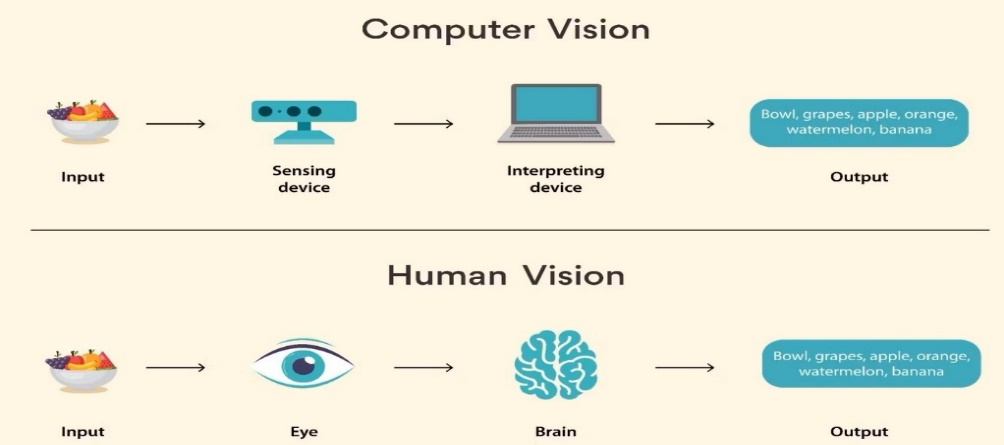 Computer Vision
Bowl, grapes, apple, orange,
watermelon, banana
Input
Sensing
device
Interpreting
device
Output
Human Vision
Bowl, grapes, apple, orange,
watermelon, banana
Input
Eye
Brain
Output